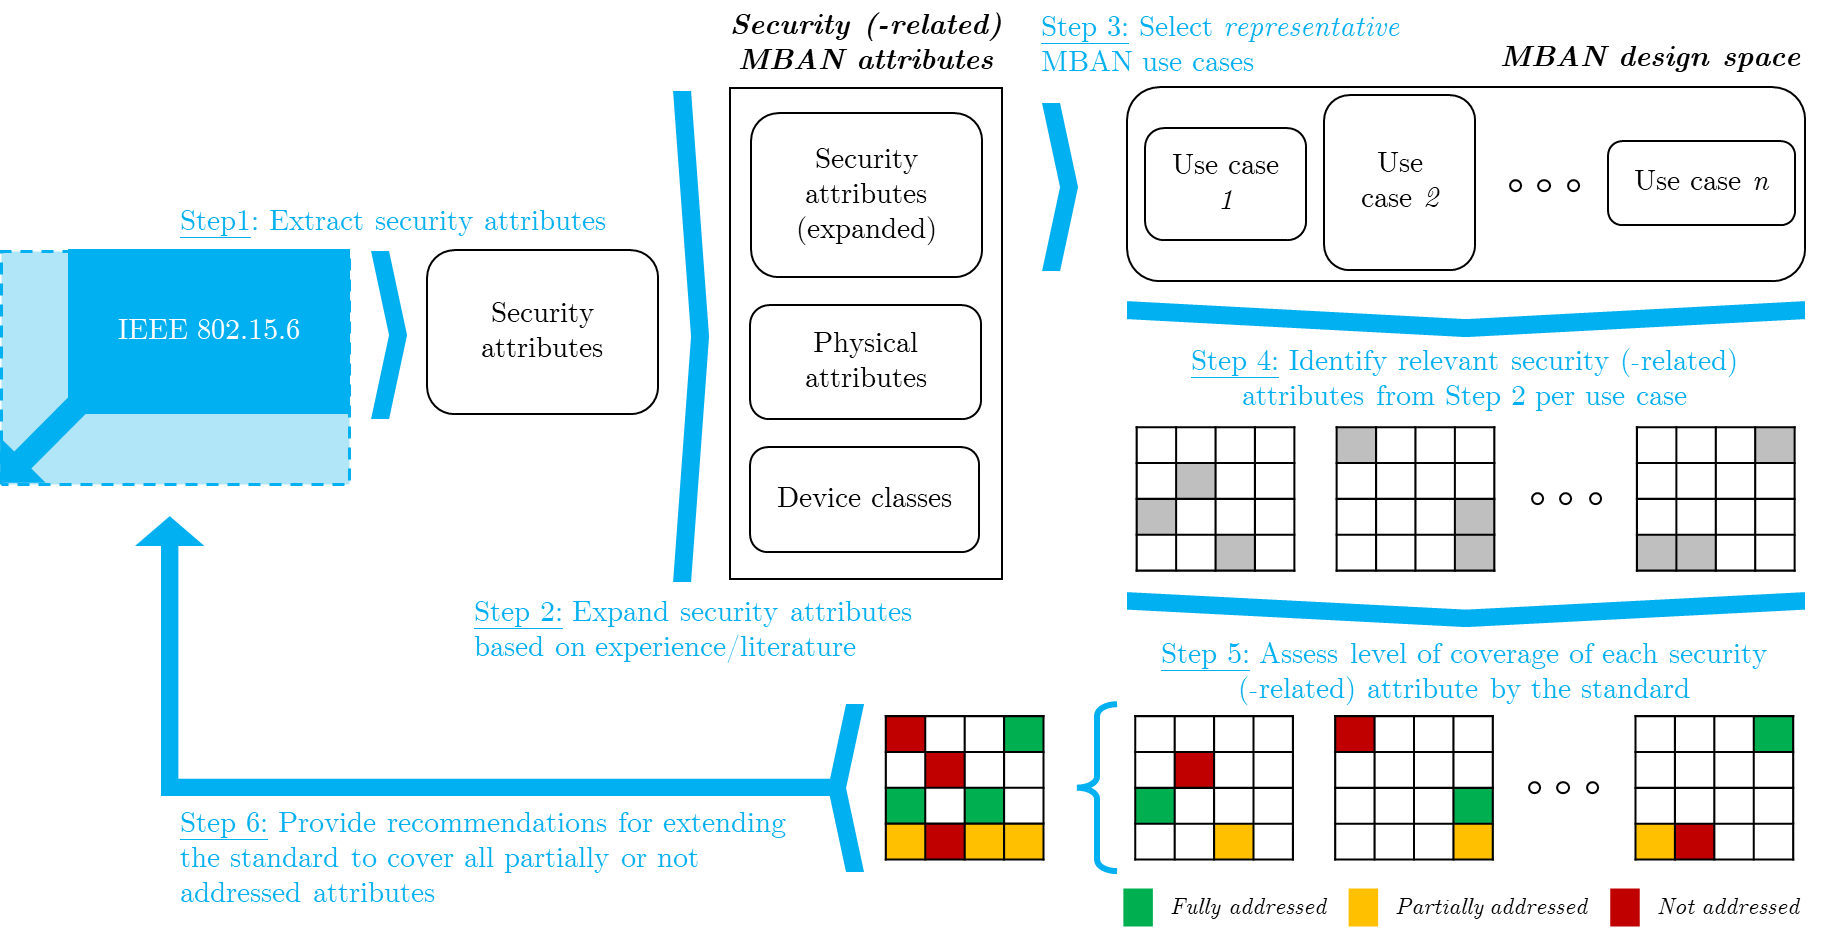 Security (-related)
MBAN attributes
Step 3: Select representative
MBAN use cases
MBAN design space
Security
attributes
(expanded)
Physical
attributes
Device classes
Use case
1
Use
case 2
Use case n
Step1: Extract security attributes
IEEE 802.15.6
Security
attributes
Step 2: Expand security attributes
based on experience/literature
Step 4: Identify relevant security (-related)
attributes from Step 2 per use case
Step 5: Assess level of coverage of each security
(-related) attribute by the standard
Step 6: Provide recommendations for extending
the standard to cover all partially or not
addressed attributes
Fully addressed
Partially addressed
Not addressed